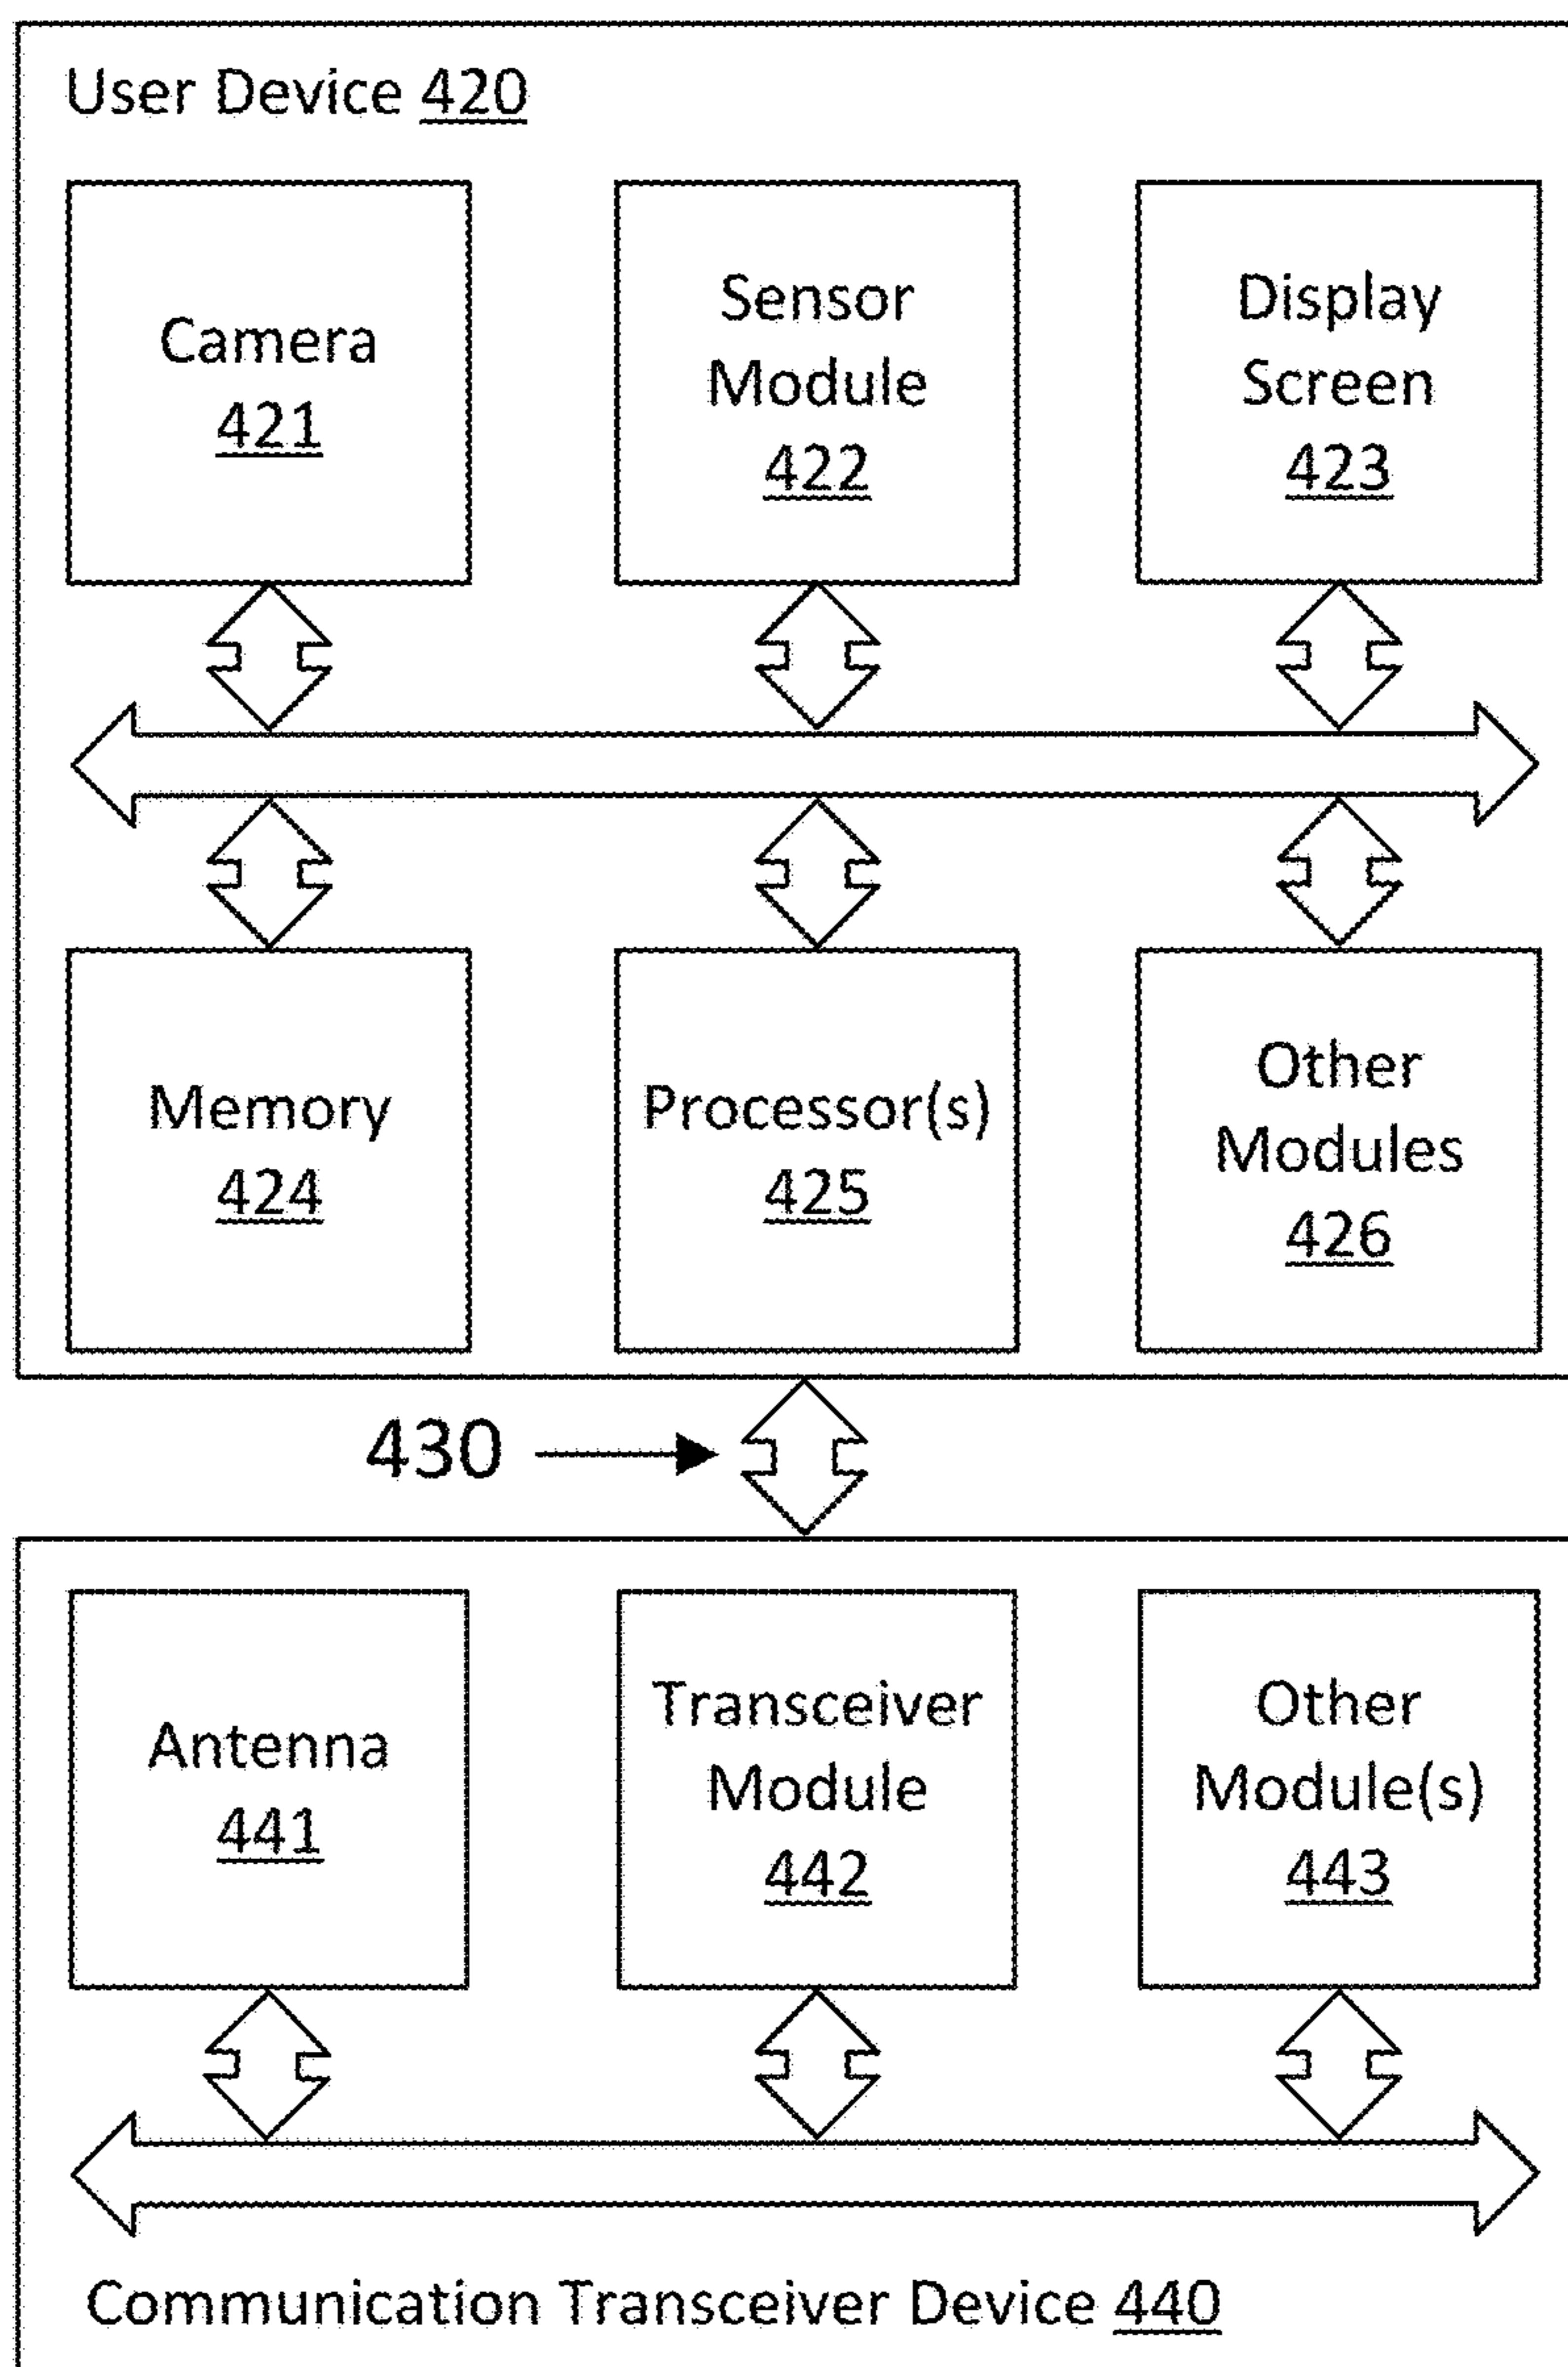 User Device 420
Camera
421
Sensor
Module
422
Display
Screen
423
Memory
424
Processor(s)
425
Other
Modules
426
430
Antenna
441
Transceiver
Module
442
Other
Module(s)
443
Communication Transceiver Device 440